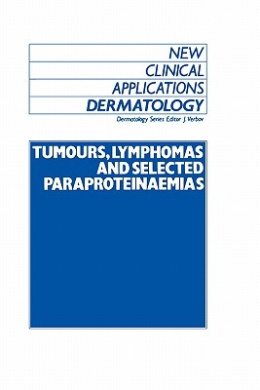 NEW
CLINICAL
APPLICATIONS
DERMATOLOGY
Dermatology Series Editor J. Verbov
TUMOURS, LYMPHOMAS
AND SELECTED
PARAPROTEINAEMIAS